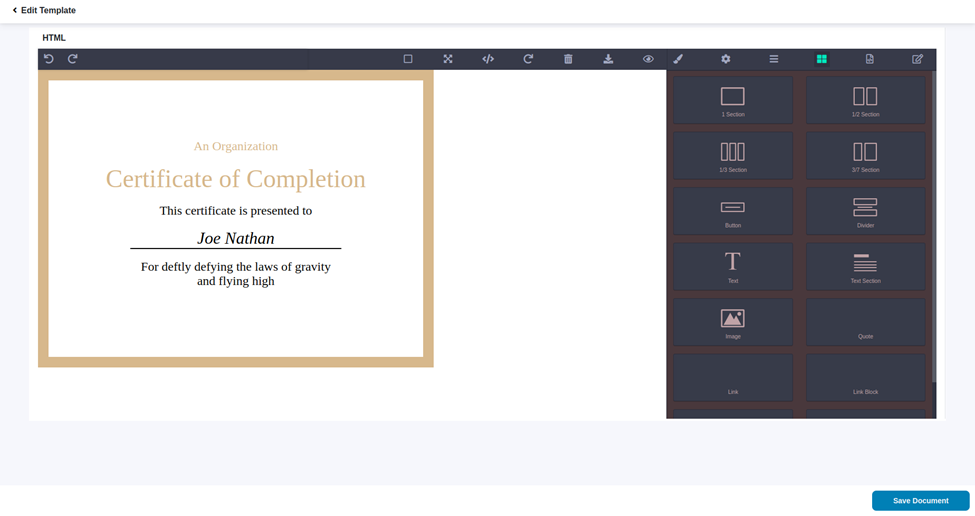 Edit Template
HTML
An Organization
Certificate of Completion
This certificate is presented to
Joe Nathan
For deftly defying the laws of gravity
and flying high
1 Section
1/2 Section
1/3 Section
3/7 Section
Button
Divider
T
Text
Text Section
Image
Quote
Link
Link Block
Save Document